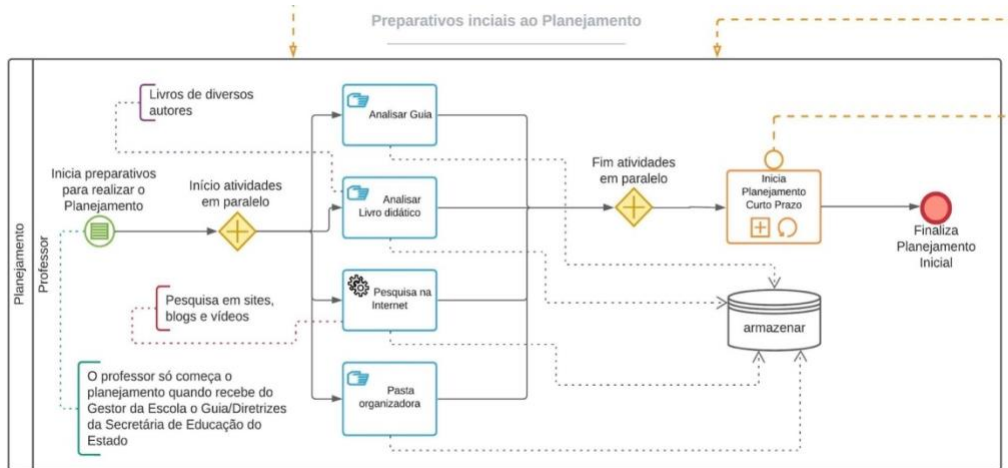 Preparativos inciais ao Planejamento
Planejamento
Professor
Livros de diversos
autores
Inicia preparativos
para realizar o
Planejamento
Início atividades
em paralelo
Analisar Guia
Analisar
Livro didático
Pesquisa na
Internet
Pasta
organizadora
Pesquisa em sites,
blogs e vídeos
O professor só começa o
planejamento quando recebe do
Gestor da Escola o Guia/Diretrizes
da Secretária de Educação do
Estado
Fim atividades
em paralelo
Inicia
Planejamento
Curto Prazo
Finaliza
Planejamento
Inicial
armazenar